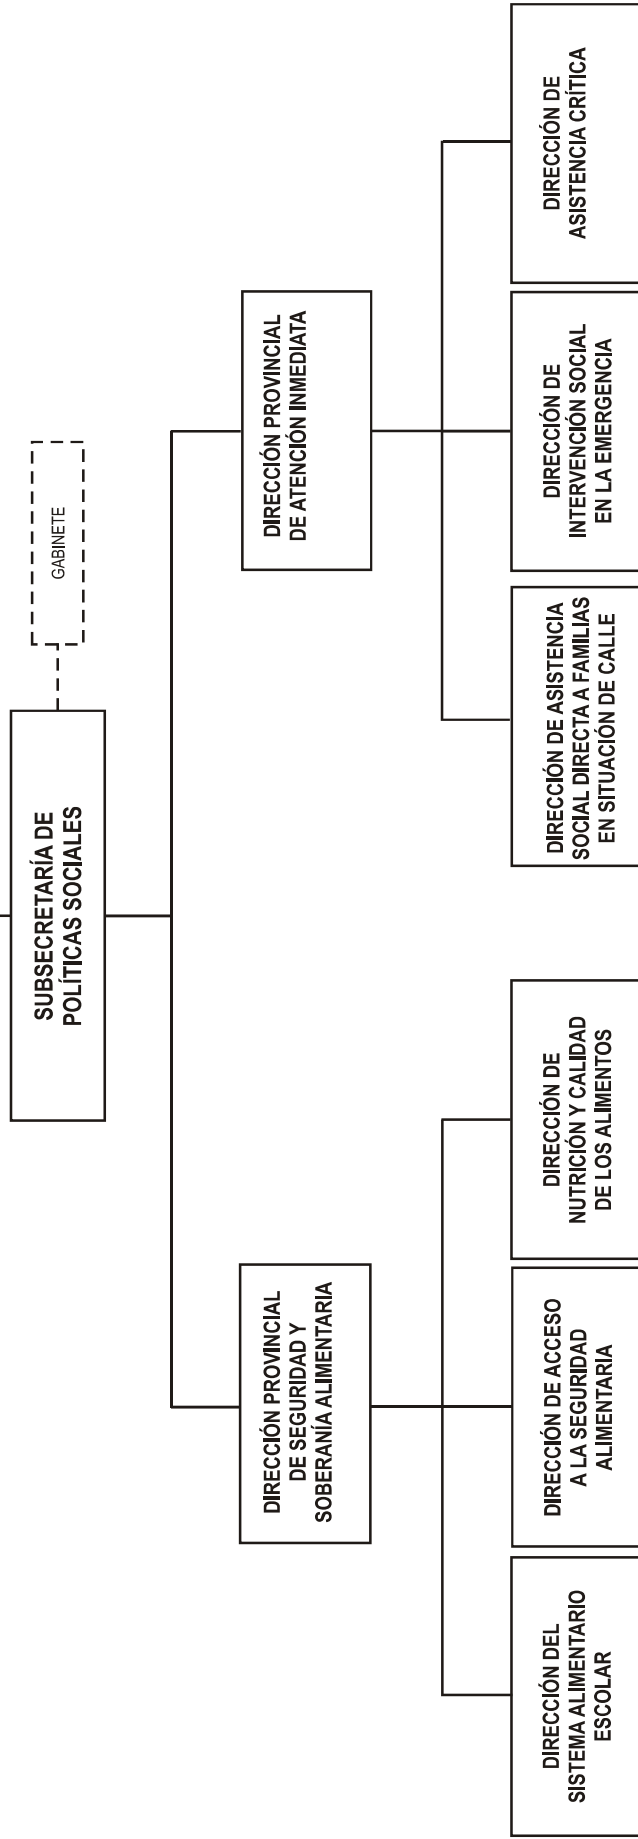 SUBSECRETARÍA DE
POLÍTICAS SOCIALES
GABINETE
DIRECCIÓN PROVINCIAL
DE SEGURIDAD Y
SOBERANÍA ALIMENTARIA
DIRECCIÓN PROVINCIAL
DE ATENCIÓN INMEDIATA
DIRECCIÓN DEL
SISTEMA ALIMENTARIO
ESCOLAR
DIRECCIÓN DE ACCESO
A LA SEGURIDAD
ALIMENTARIA
DIRECCIÓN DE
NUTRICIÓN Y CALIDAD
DE LOS ALIMENTOS
DIRECCIÓN DE ASISTENCIA
SOCIAL DIRECTA A FAMILIAS
EN SITUACIÓN DE CALLE
DIRECCIÓN DE
INTERVENCIÓN SOCIAL
EN LA EMERGENCIA
DIRECCIÓN DE
ASISTENCIA CRÍTICA